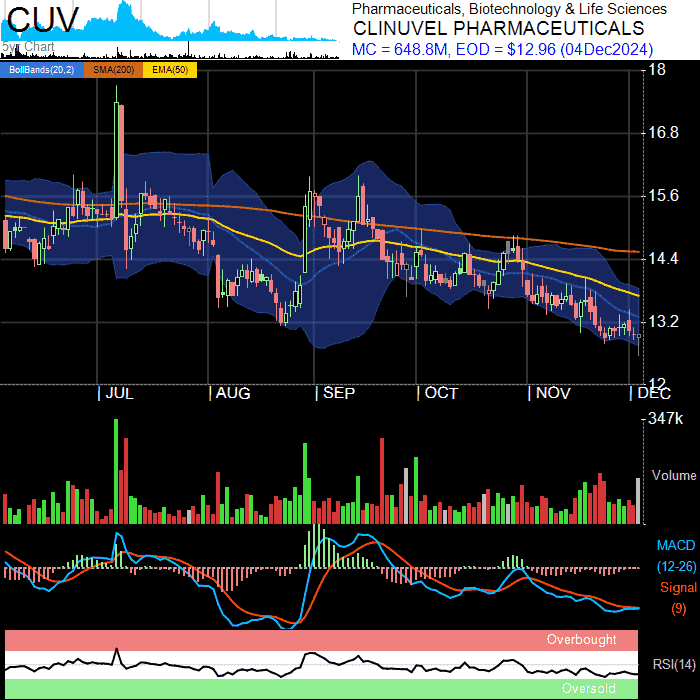 CUV
5yr Chart
Pharmaceuticals, Biotechnology & Life Sciences
CLINUVEL PHARMACEUTICALS
MC = 648.8M, EOD = $12.96 (04Dec2024)
BollBands(20,2) SMA(200) EMA(50)
18
16.8
15.6
14.4
13.2
12
JUL AUG SEP OCT NOV DEC
347k
Volume
MACD
(12-26)
Signal
(9)
Overbought
RSI(14)
Oversold